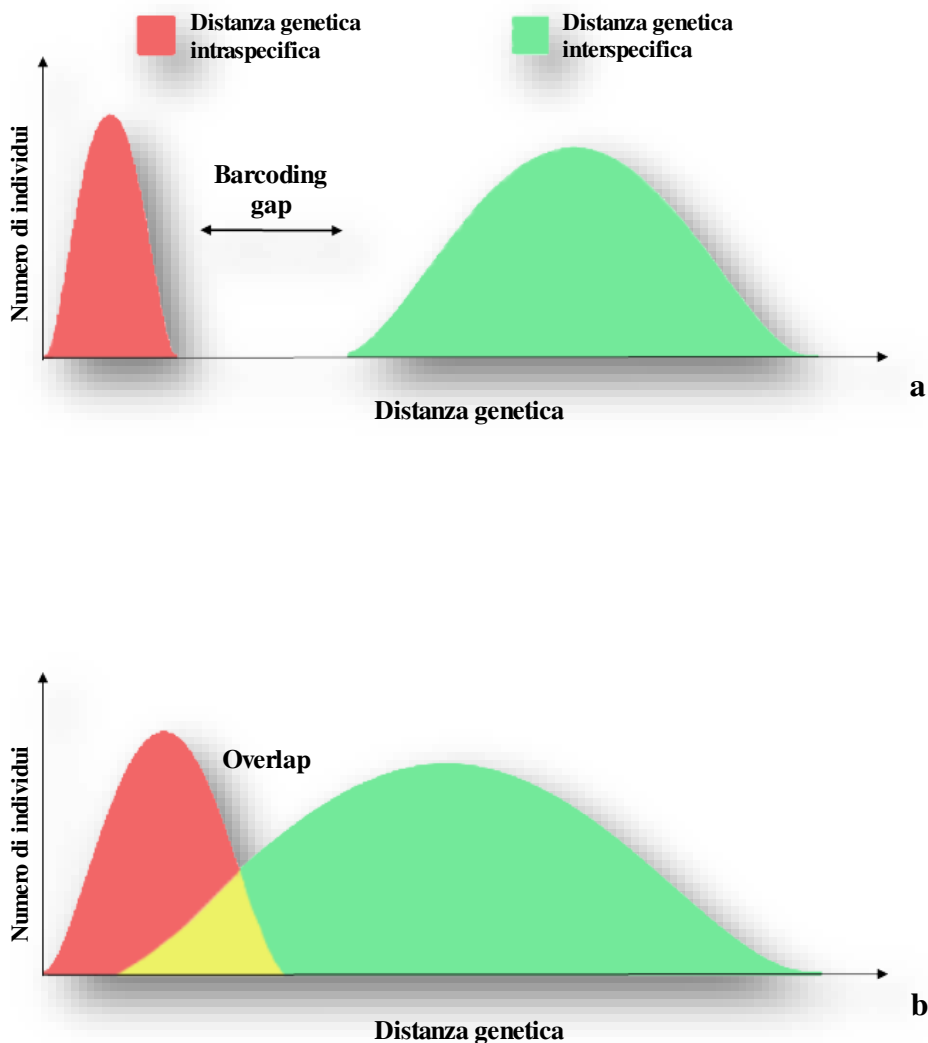 Distanza genetica
intraspecifica
Distanza genetica
interspecifica
Numero di individui
Barcoding
gap
a
Distanza genetica
Numero di individui
Overlap
b
Distanza genetica